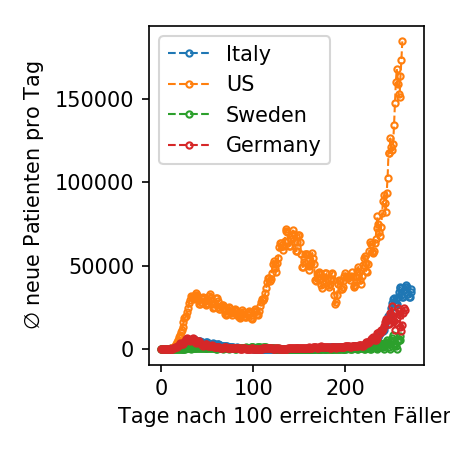 Italy
US
Sweden
Germany
∅ neue Patienten pro Tag
150000
100000
50000
0
0 100 200
Tage nach 100 erreichten Fällen